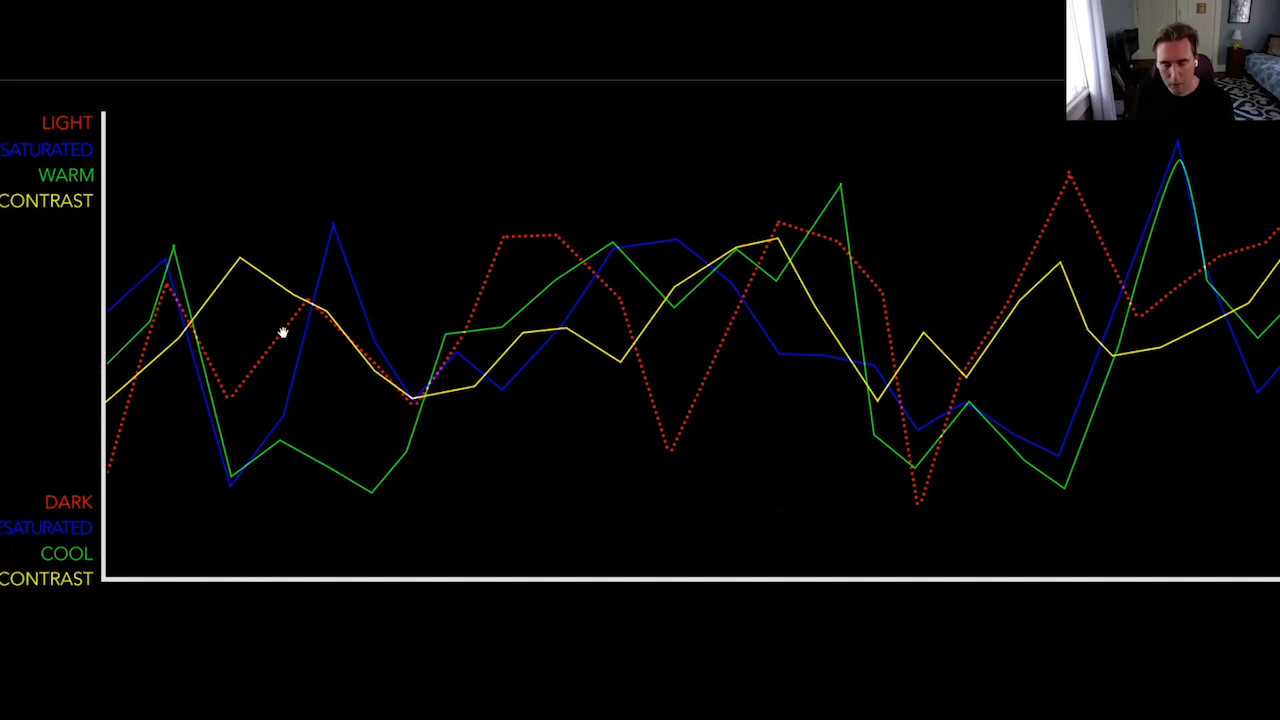 LIGHT
SATURATED
WARM
CONTRAST
DARK
ESATURATED
COOL
CONTRAST